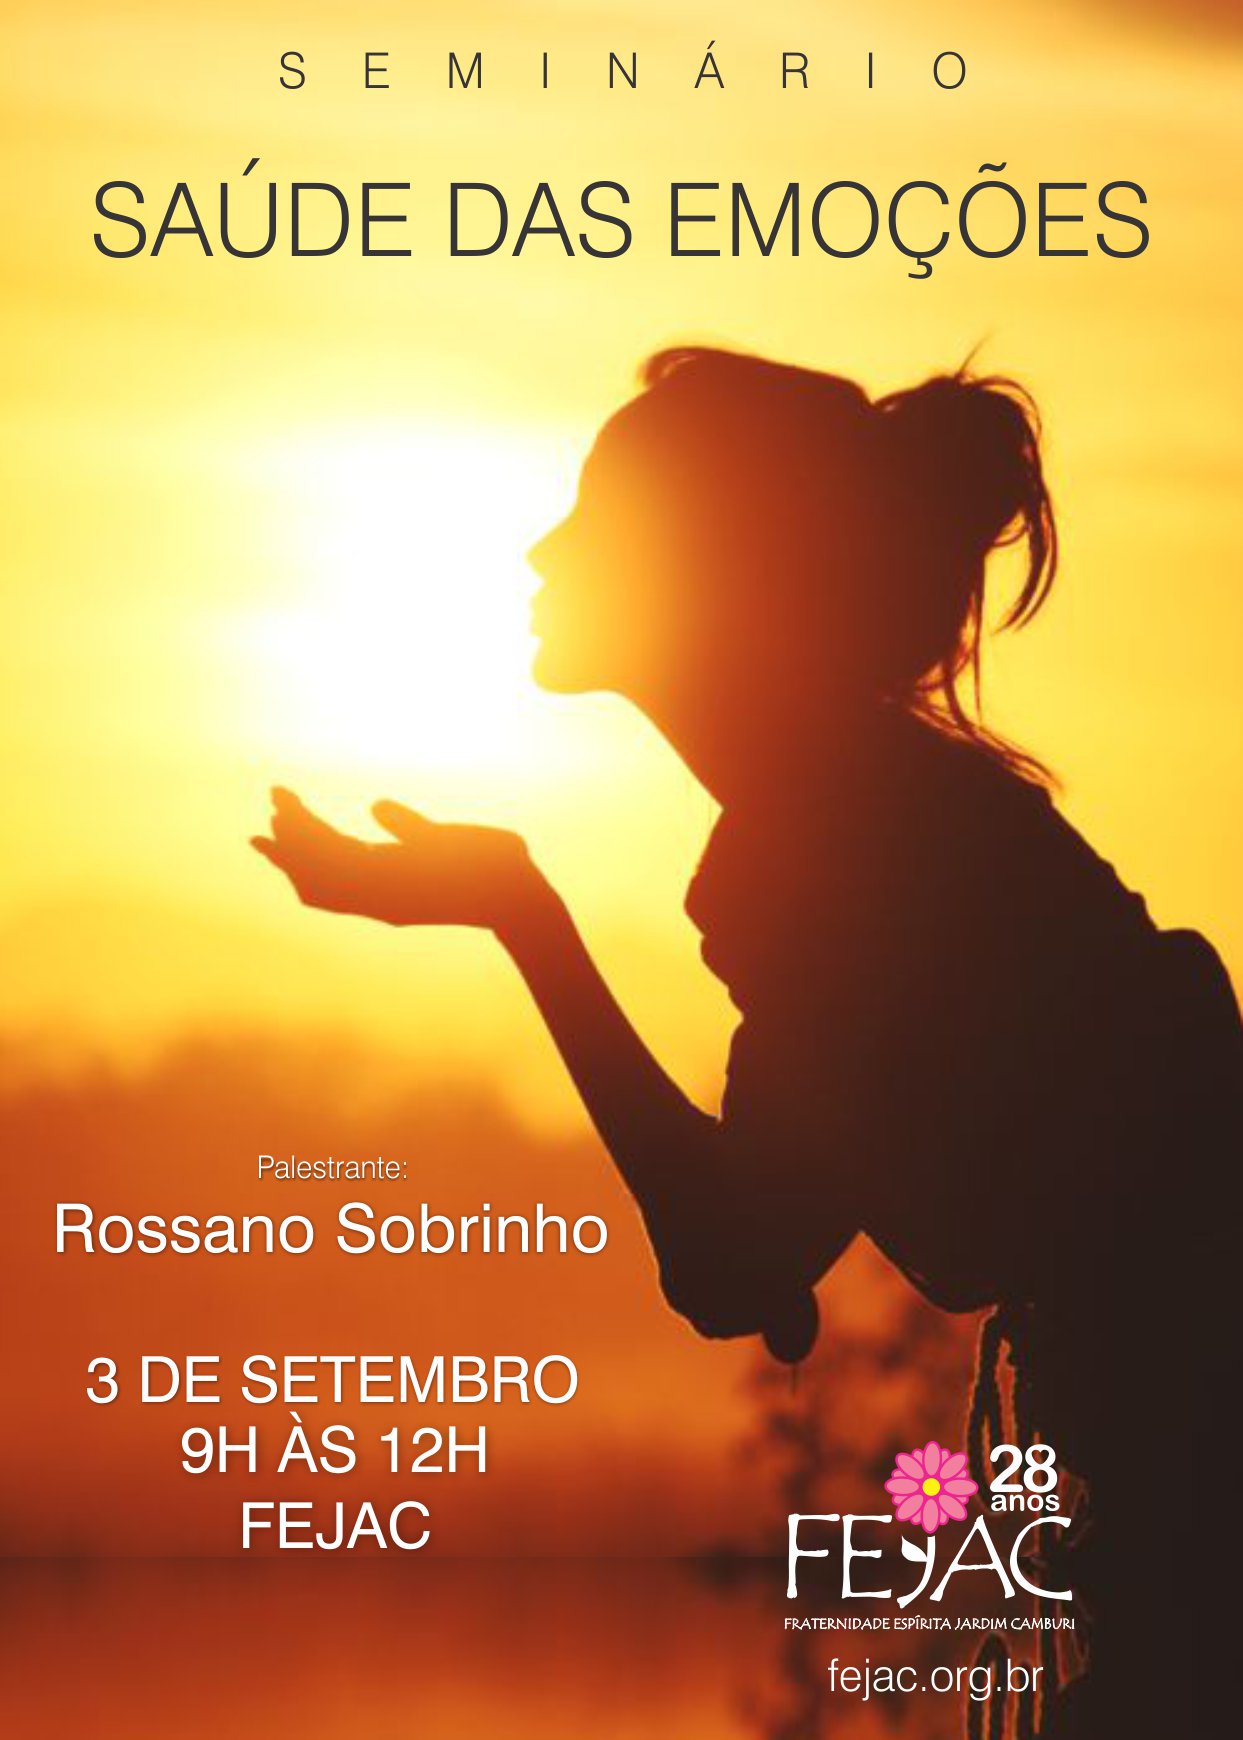 SEMINÁRIO
SAÚDE DAS EMOÇÕES
Palestrante:
Rossano Sobrinho
3 DE SETEMBRO
9H ÀS 12H
FEJAC
28
anos
FEJAC
FRATERNIDADE ESPÍRITA JARDIM CAMBURI
fejac.org.br